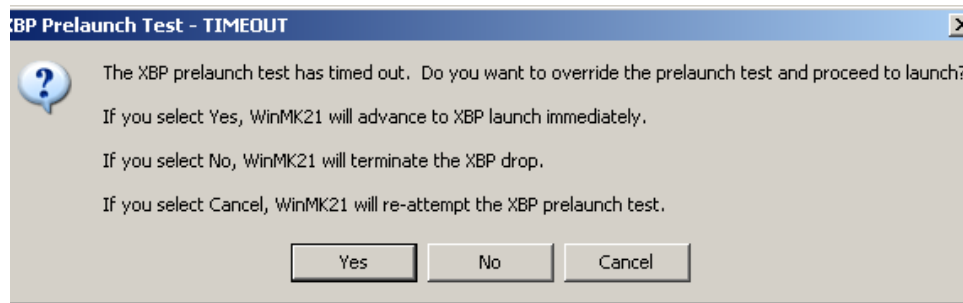 XBP Prelaunch Test - TIMEOUT
The XBP prelaunch test has timed out. Do you want to override the prelaunch test and proceed to launch?
If you select Yes, WinMK21 will advance to XBP launch immediately.
If you select No, WinMK21 will terminate the XBP drop.
If you select Cancel, WinMK21 will re-attempt the XBP prelaunch test.
Yes No Cancel